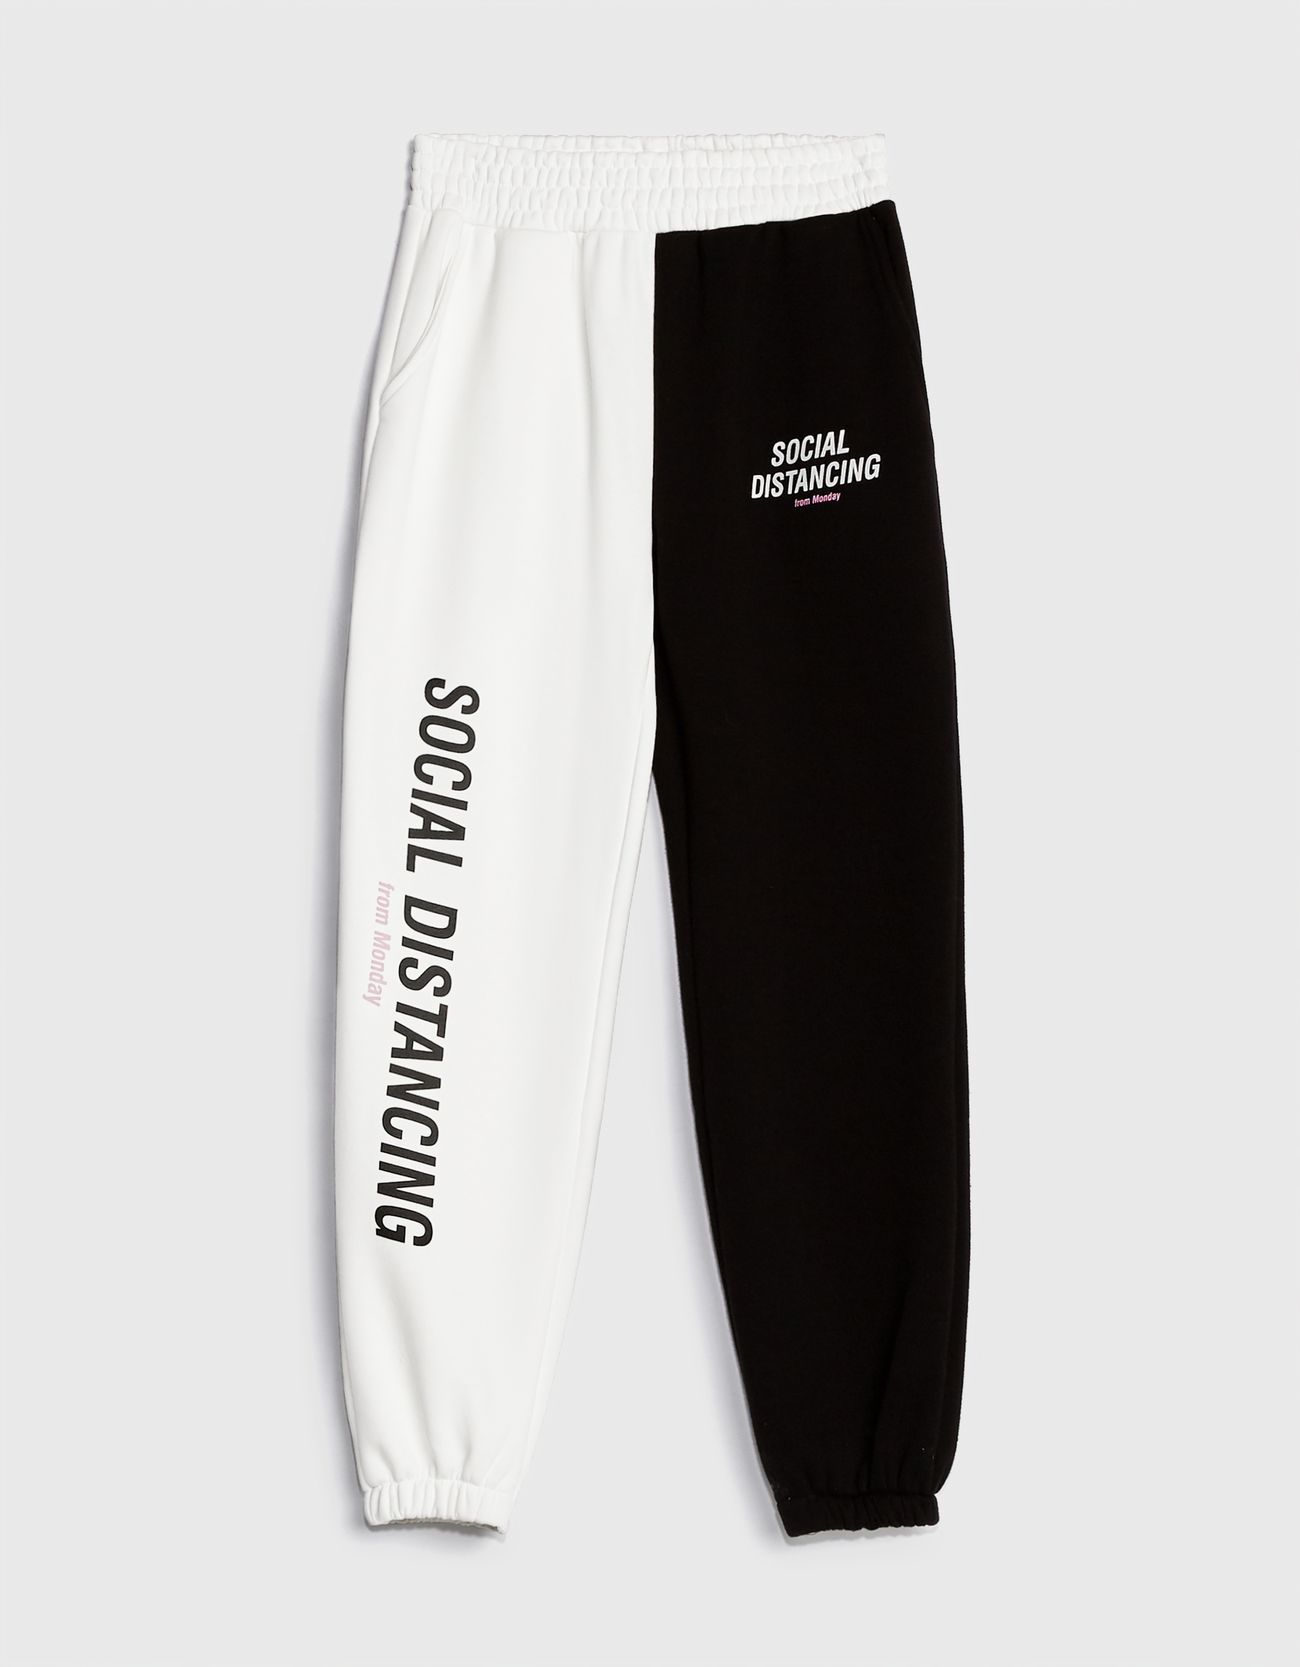 SOCIAL
DISTANCING
from Monday
SOCIAL DISTANCING
from Monday